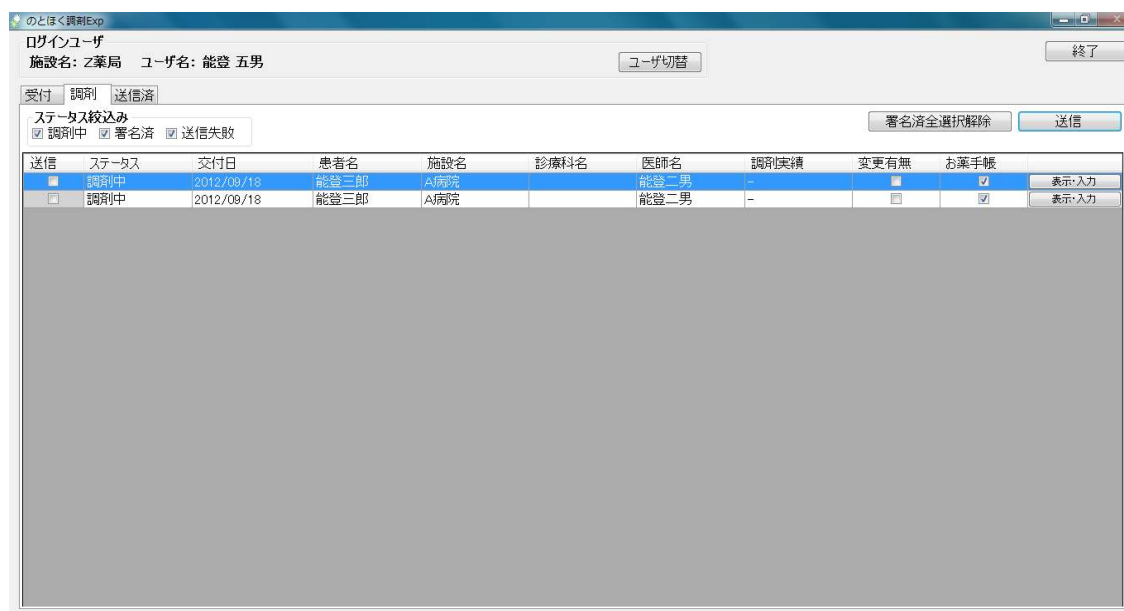 のとほく調剤Exp
ログインユーザ
施設名: Z薬局 ユーザ名: 能登 五男
ユーザ切替
終了
受付 調剤 送信済
ステータス絞込み
調剤中 署名済 送信失敗
署名済全選択解除 送信
送信 ステータス 交付日 患者名 施設名 診療科名 医師名 調剤実績 変更有無 お薬手帳
調剤中 2012/09/18 能登三郎 A病院 能登二男 - 表示・入力
調剤中 2012/09/18 能登三郎 A病院 能登二男 - 表示・入力